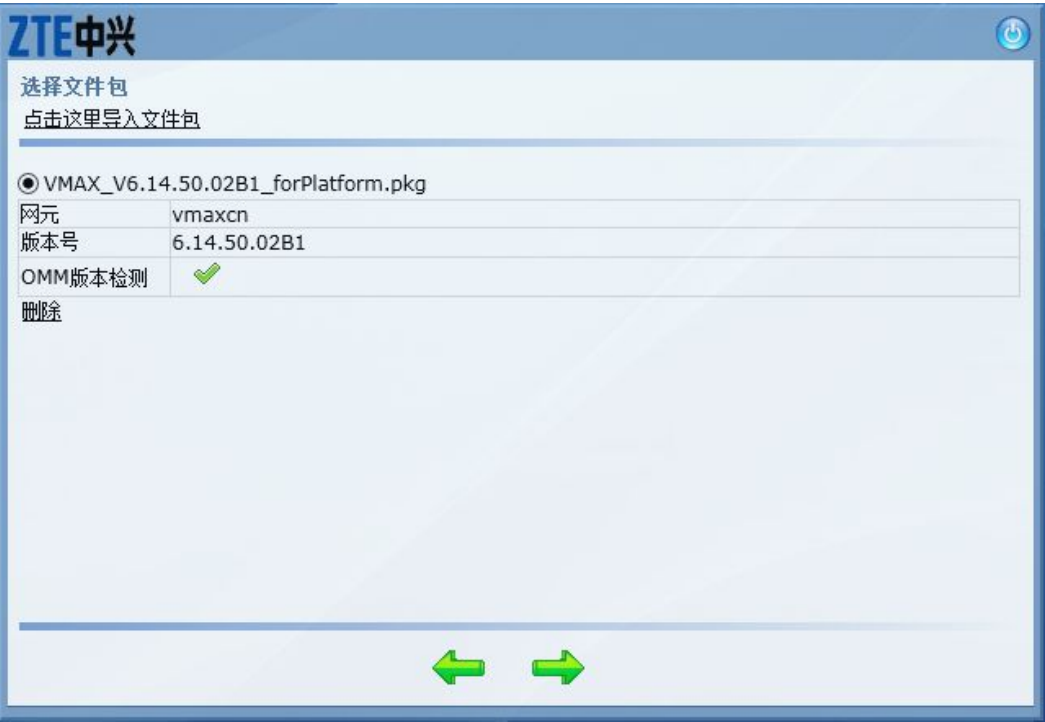 ZTE中兴
选择文件包
点击这里导入文件包
VMAX_V6.14.50.02B1_forPlatform.pkg
网元 vmaxcn
版本号 6.14.50.02B1
OMM版本检测
删除